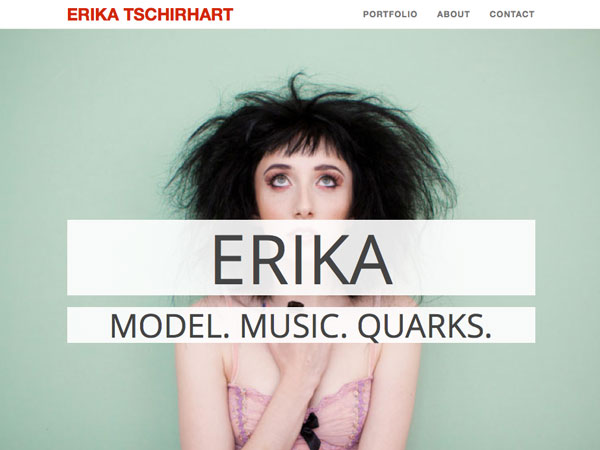 ERIKA TSCHIRHART
PORTFOLIO ABOUT CONTACT
ERIKA
MODEL. MUSIC. QUARKS.